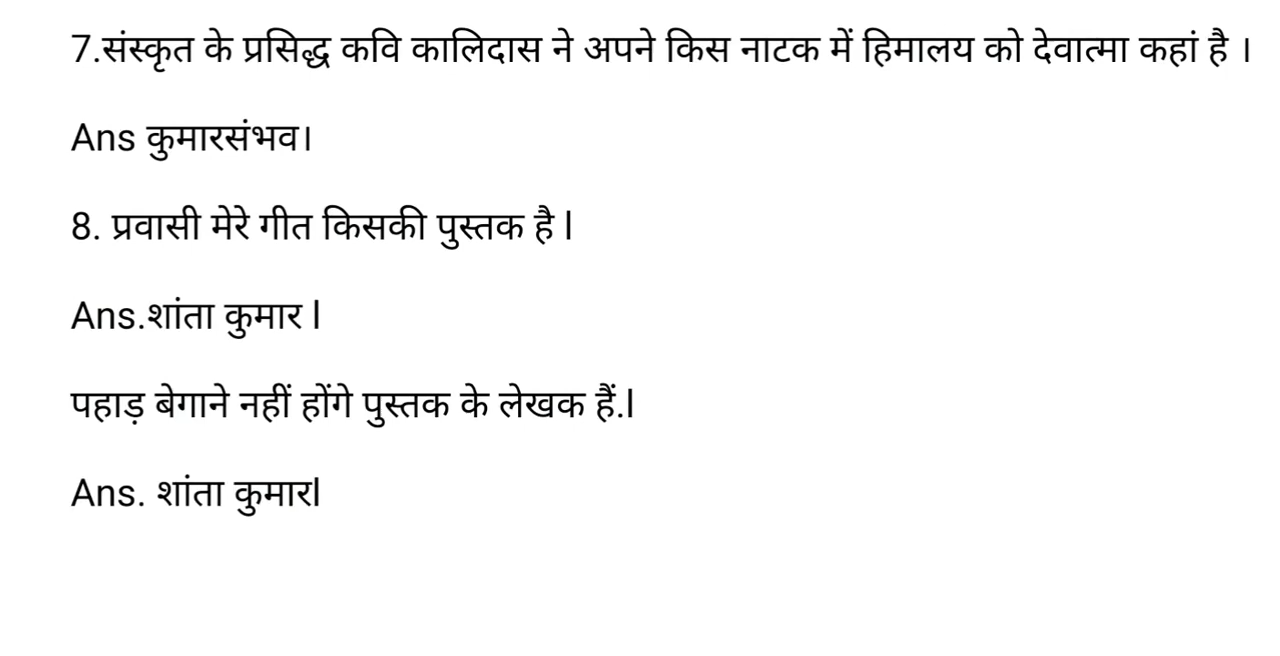 7.संस्कृत के प्रसिद्ध कवि कालिदास ने अपने किस नाटक में हिमालय को देवात्मा कहां है ।
Ans कुमारसंभव।
8. प्रवासी मेरे गीत किसकी पुस्तक है l
Ans.शांता कुमार l
पहाड़ बेगाने नहीं होंगे पुस्तक के लेखक हैं.l
Ans. शांता कुमारl